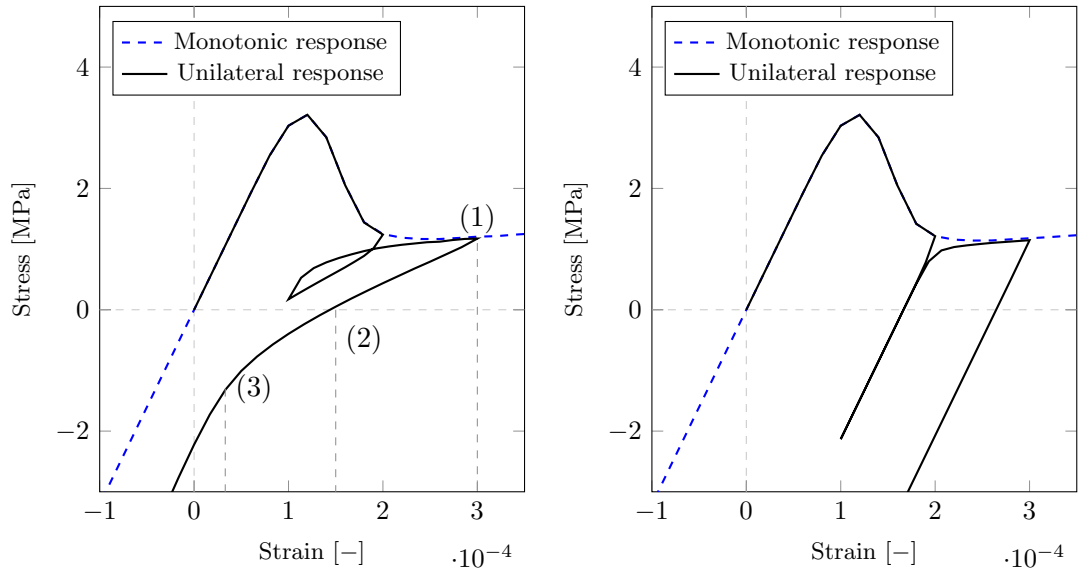 Monotonic response
Unilateral response
4
2
0
−2
−1
0
1
2
3
·10⁻⁴
Strain [−]
Stress [MPa]
(1)
(2)
(3)
Monotonic response
Unilateral response
4
2
0
−2
−1
0
1
2
3
·10⁻⁴
Strain [−]
Stress [MPa]